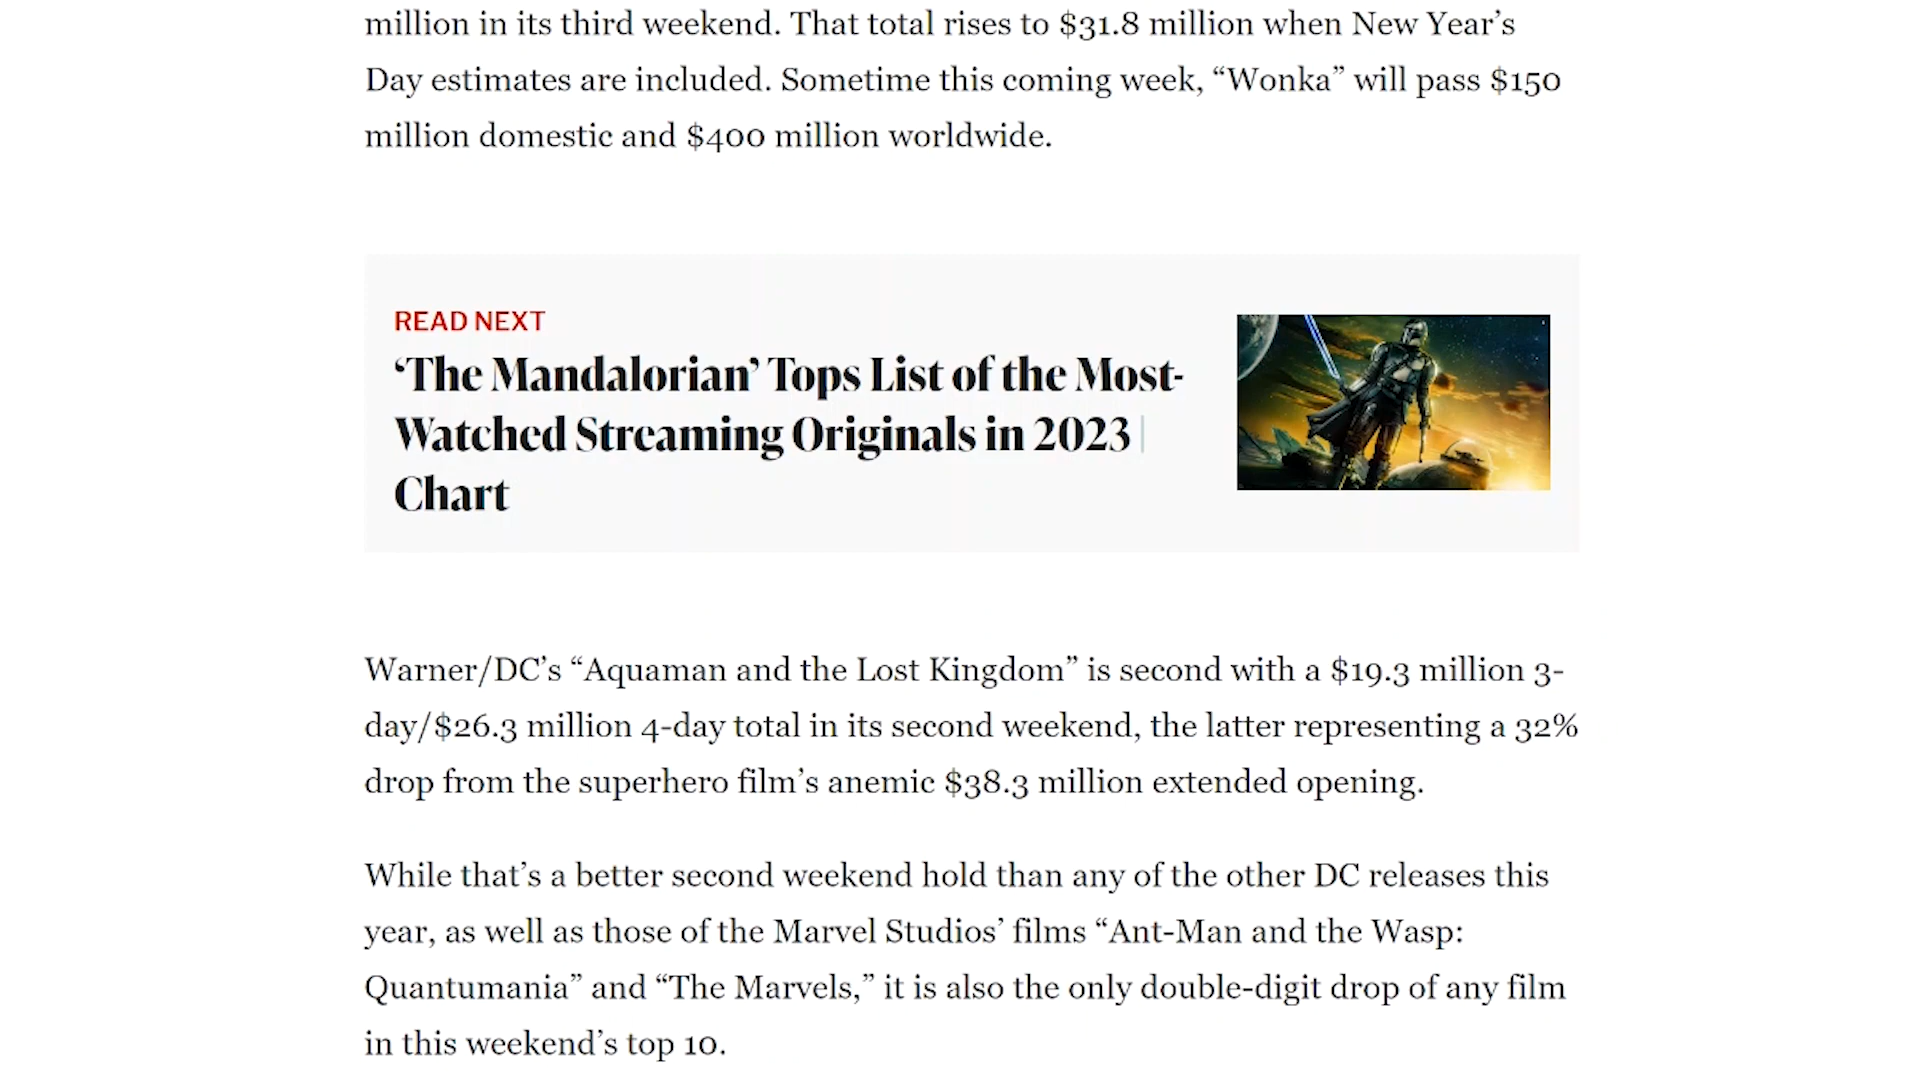 million in its third weekend. That total rises to $31.8 million when New Year’s
Day estimates are included. Sometime this coming week, “Wonka” will pass $150
million domestic and $400 million worldwide.
READ NEXT
‘The Mandalorian’ Tops List of the Most-
Watched Streaming Originals in 2023 |
Chart
Warner/DC’s “Aquaman and the Lost Kingdom” is second with a $19.3 million 3-
day/$26.3 million 4-day total in its second weekend, the latter representing a 32%
drop from the superhero film’s anemic $38.3 million extended opening.
While that’s a better second weekend hold than any of the other DC releases this
year, as well as those of the Marvel Studios’ films “Ant-Man and the Wasp:
Quantumania” and “The Marvels,” it is also the only double-digit drop of any film
in this weekend’s top 10.